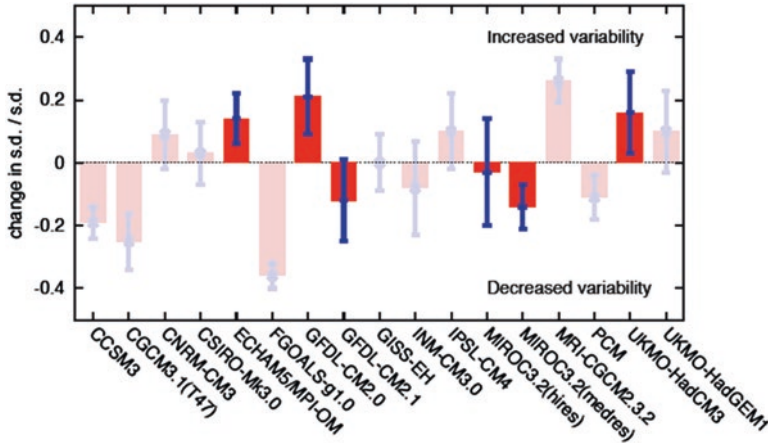 0.4
Increased variability
0.2
0
-0.2
-0.4
Decreased variability
change in s.d. / s.d.
CCSM3
CGCM3.1(T47)
CNRM-CM3
CSIRO-Mk3.0
ECHAM5/MPI-OM
FGOALS-g1.0
GFDL-CM2.0
GFDL-CM2.1
GISS-EH
INM-CM3.0
IPSL-CM4
MIROC3.2(hires)
MIROC3.2(medres)
MRI-CGCM2.3.2
PCM
UKMO-HadCM3
UKMO-HadGEM1